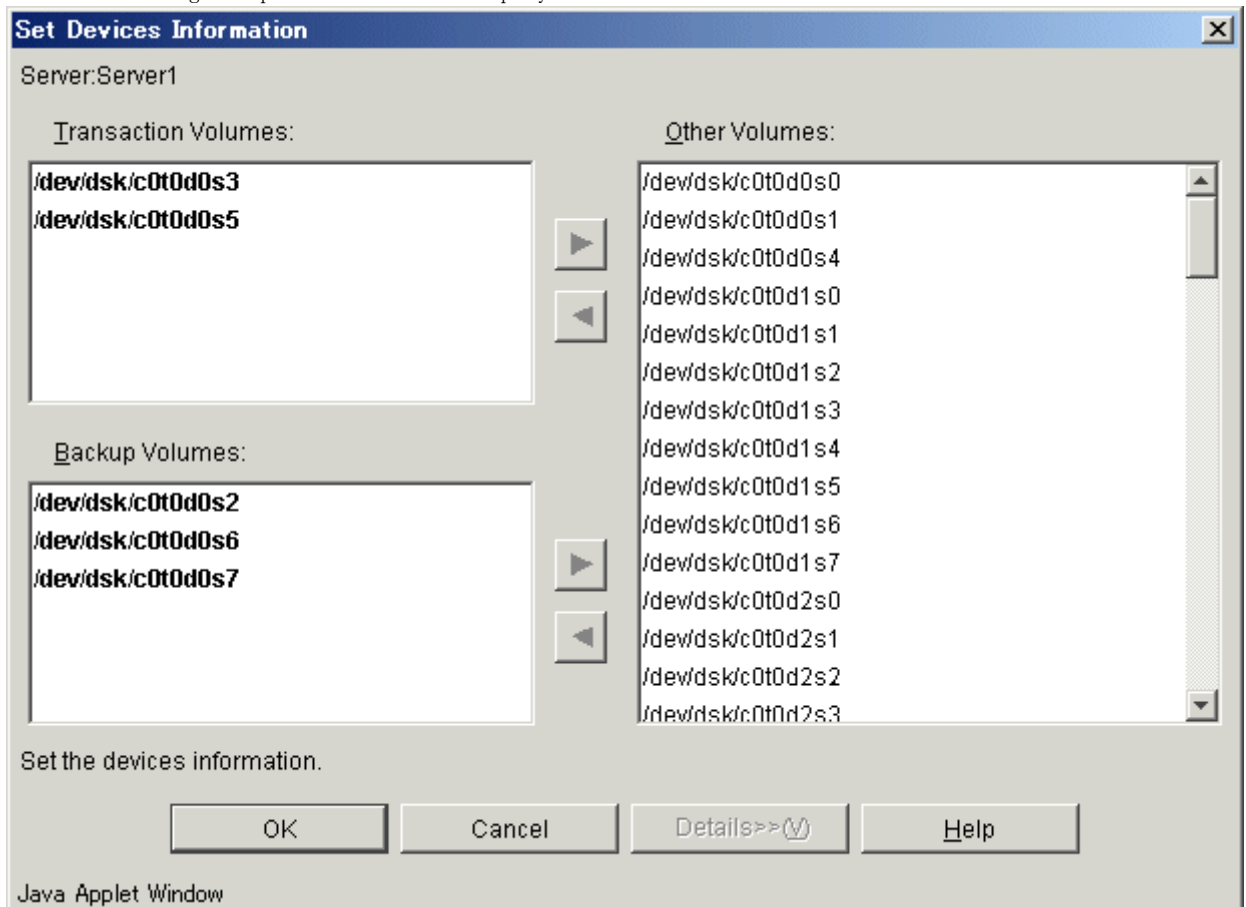 Set Devices Information
Server:Server1
Transaction Volumes:
/dev/dsk/c0t0d0s3
/dev/dsk/c0t0d0s5
Backup Volumes:
/dev/dsk/c0t0d0s2
/dev/dsk/c0t0d0s6
/dev/dsk/c0t0d0s7
Other Volumes:
/dev/dsk/c0t0d0s0
/dev/dsk/c0t0d0s1
/dev/dsk/c0t0d0s4
/dev/dsk/c0t0d1s0
/dev/dsk/c0t0d1s1
/dev/dsk/c0t0d1s2
/dev/dsk/c0t0d1s3
/dev/dsk/c0t0d1s4
/dev/dsk/c0t0d1s5
/dev/dsk/c0t0d1s6
/dev/dsk/c0t0d1s7
/dev/dsk/c0t0d2s0
/dev/dsk/c0t0d2s1
/dev/dsk/c0t0d2s2
/dev/dsk/c0t0d2s3
Set the devices information.
OK Cancel Details>>(V) Help
Java Applet Window